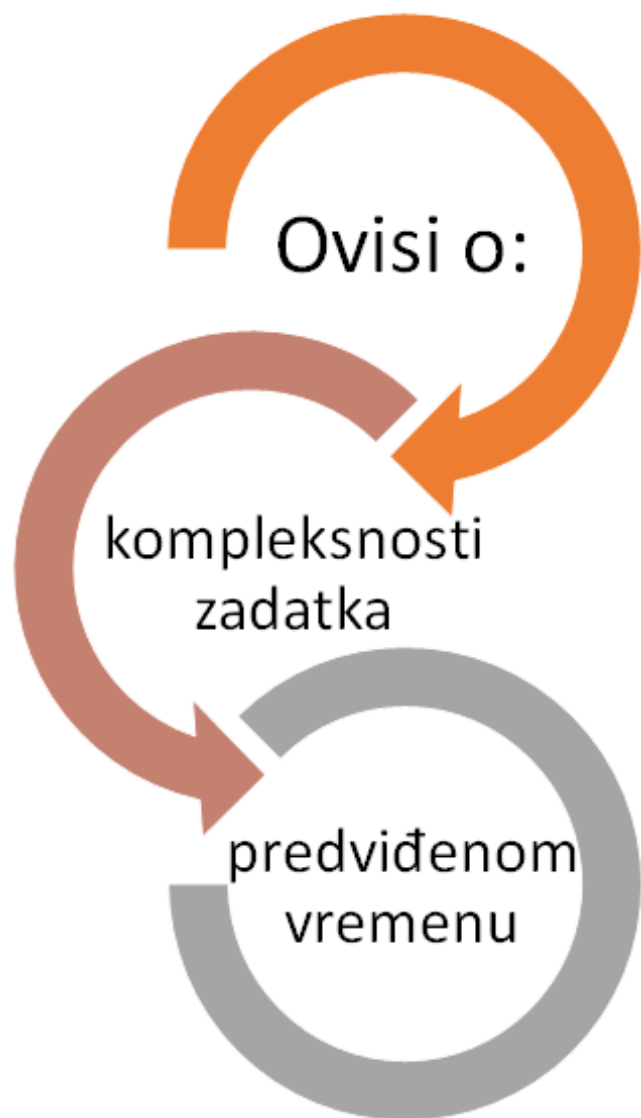 Ovisi o:
kompleksnosti
zadatka
predviđenom
vremenu